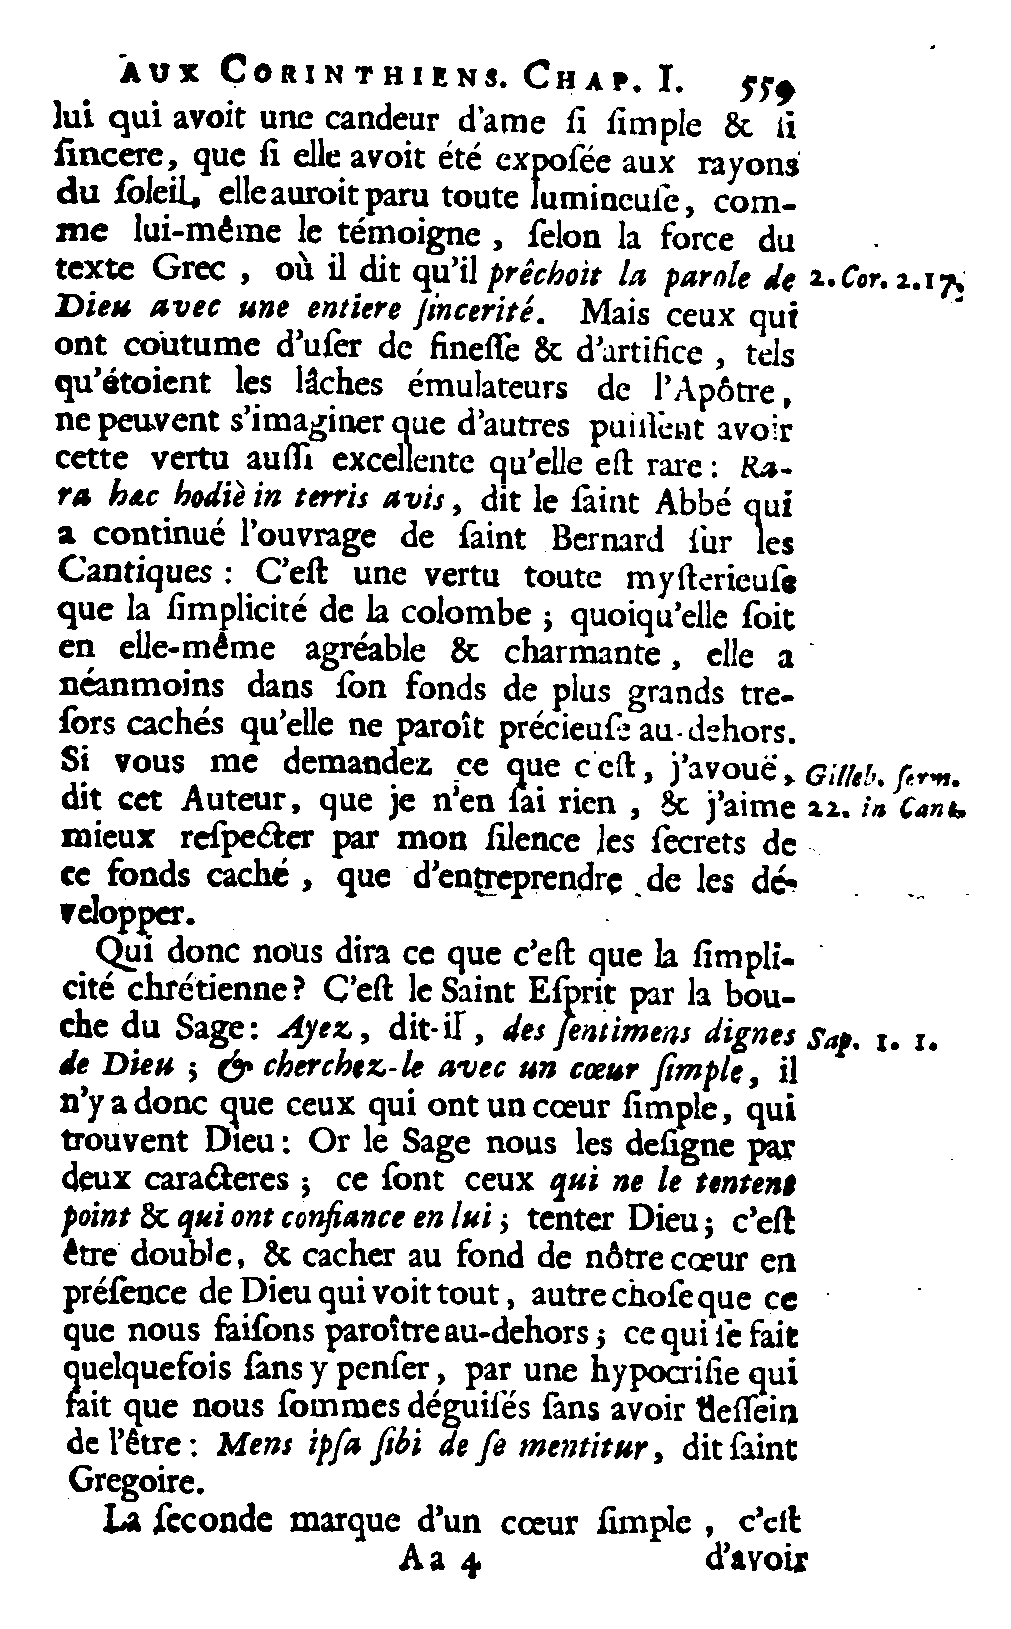 AUX CORINTHIENS. CHAP. I. 559
lui qui avoit une candeur d'ame ſi ſimple & ſi
ſincere, que ſi elle avoit été expoſée aux rayons
du ſoleil, elle auroit paru toute lumineuſe, com-
me lui-même le témoigne, ſelon la force du
texte Grec, où il dit qu'il prêchoit la parole de 2. Cor. 2. 17.
Dieu avec une entiere ſincerité. Mais ceux qui
ont coûtume d'uſer de fineſſe & d'artifice, tels
qu'étoient les lâches émulateurs de l'Apôtre,
ne peuvent s'imaginer que d'autres puiſſent avoir
cette vertu auſſi excellente qu'elle eſt rare: Ra-
ra hæc hodiè in terris avis, dit le ſaint Abbé qui
a continué l'ouvrage de ſaint Bernard ſur les
Cantiques: C'eſt une vertu toute myſterieuſe
que la ſimplicité de la colombe; quoiqu'elle ſoit
en elle-même agréable & charmante, elle a
néanmoins dans ſon fonds de plus grands tre-
ſors cachés qu'elle ne paroît précieuſe au-dehors.
Si vous me demandez ce que c'eſt, j'avouë, Gilleb. ſerm.
dit cet Auteur, que je n'en ſai rien, & j'aime 22. in Cant.
mieux reſpecter par mon ſilence les ſecrets de
ce fonds caché, que d'entreprendre de les dé-
velopper.
Qui donc nous dira ce que c'eſt que la ſimpli-
cité chrétienne? C'eſt le Saint Eſprit par la bou-
che du Sage: Ayez, dit-il, des ſentimens dignes Sap. 1. 1.
de Dieu; & cherchez-le avec un cœur ſimple, il
n'y a donc que ceux qui ont un cœur ſimple, qui
trouvent Dieu: Or le Sage nous les deſigne par
deux caracteres; ce ſont ceux qui ne le tentent
point & qui ont confiance en lui; tenter Dieu; c'eſt
être double, & cacher au fond de nôtre cœur en
préſence de Dieu qui voit tout, autre choſe que ce
que nous faiſons paroître au-dehors; ce qui ſe fait
quelquefois ſans y penſer, par une hypocriſie qui
fait que nous ſommes déguiſés ſans avoir deſſein
de l'être: Mens ipſa ſibi de ſe mentitur, dit ſaint
Gregoire.
La ſeconde marque d'un cœur ſimple, c'eſt
Aa 4 d'avoir